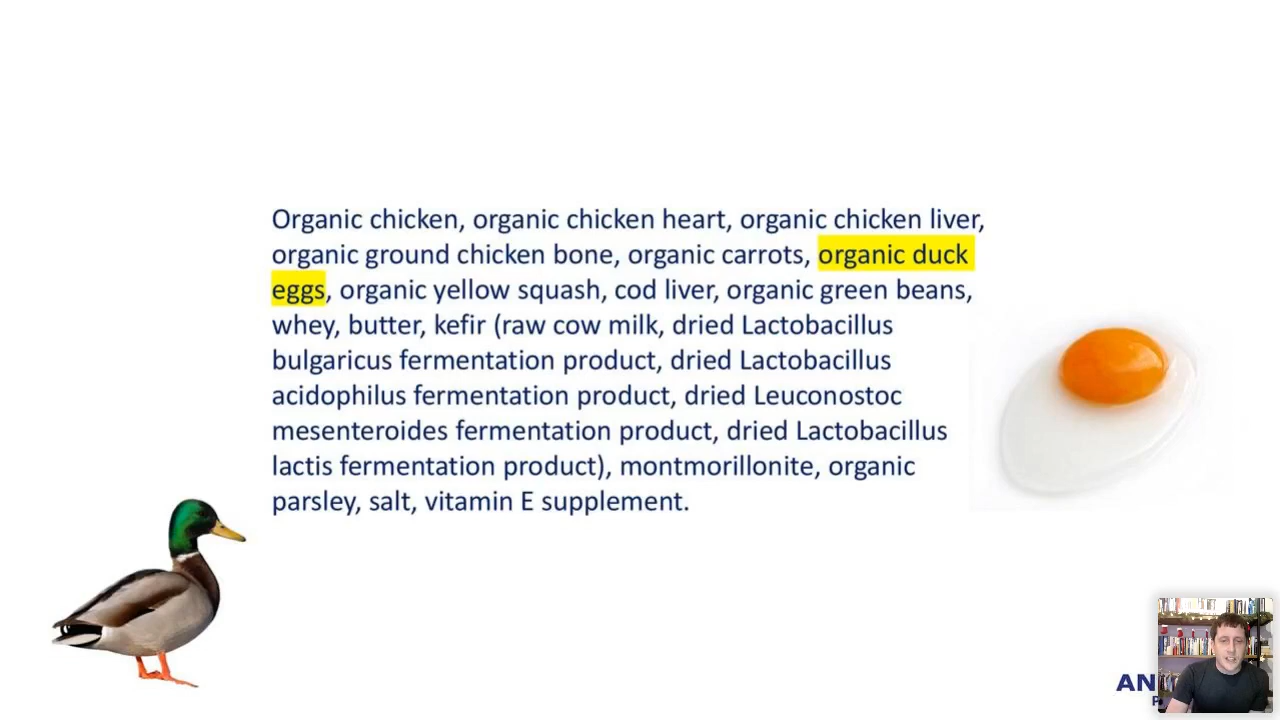 Organic chicken, organic chicken heart, organic chicken liver,
organic ground chicken bone, organic carrots, organic duck
eggs, organic yellow squash, cod liver, organic green beans,
whey, butter, kefir (raw cow milk, dried Lactobacillus
bulgaricus fermentation product, dried Lactobacillus
acidophilus fermentation product, dried Leuconostoc
mesenteroides fermentation product, dried Lactobacillus
lactis fermentation product), montmorillonite, organic
parsley, salt, vitamin E supplement.
AN